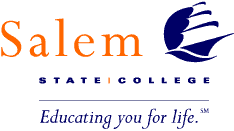 Salem
STATE | COLLEGE
Educating you for life.℠